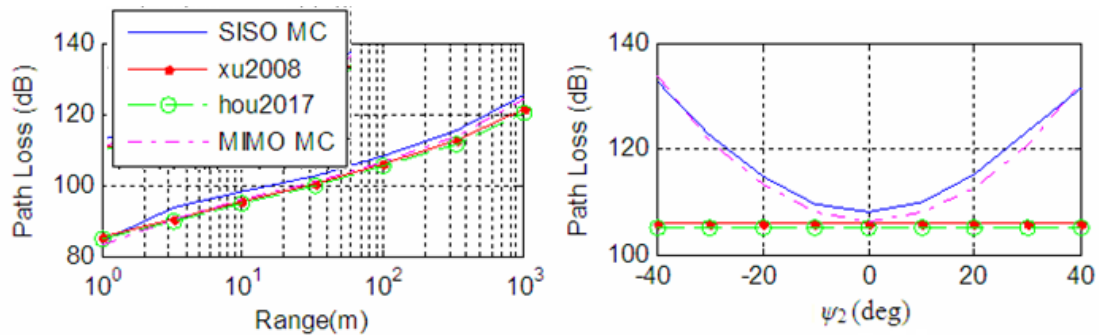 SISO MC
xu2008
hou2017
MIMO MC
Path Loss (dB)
140
120
100
80
10^0
10^1
10^2
10^3
Range(m)
Path Loss (dB)
140
120
100
-40
-20
0
20
40
ψ₂ (deg)